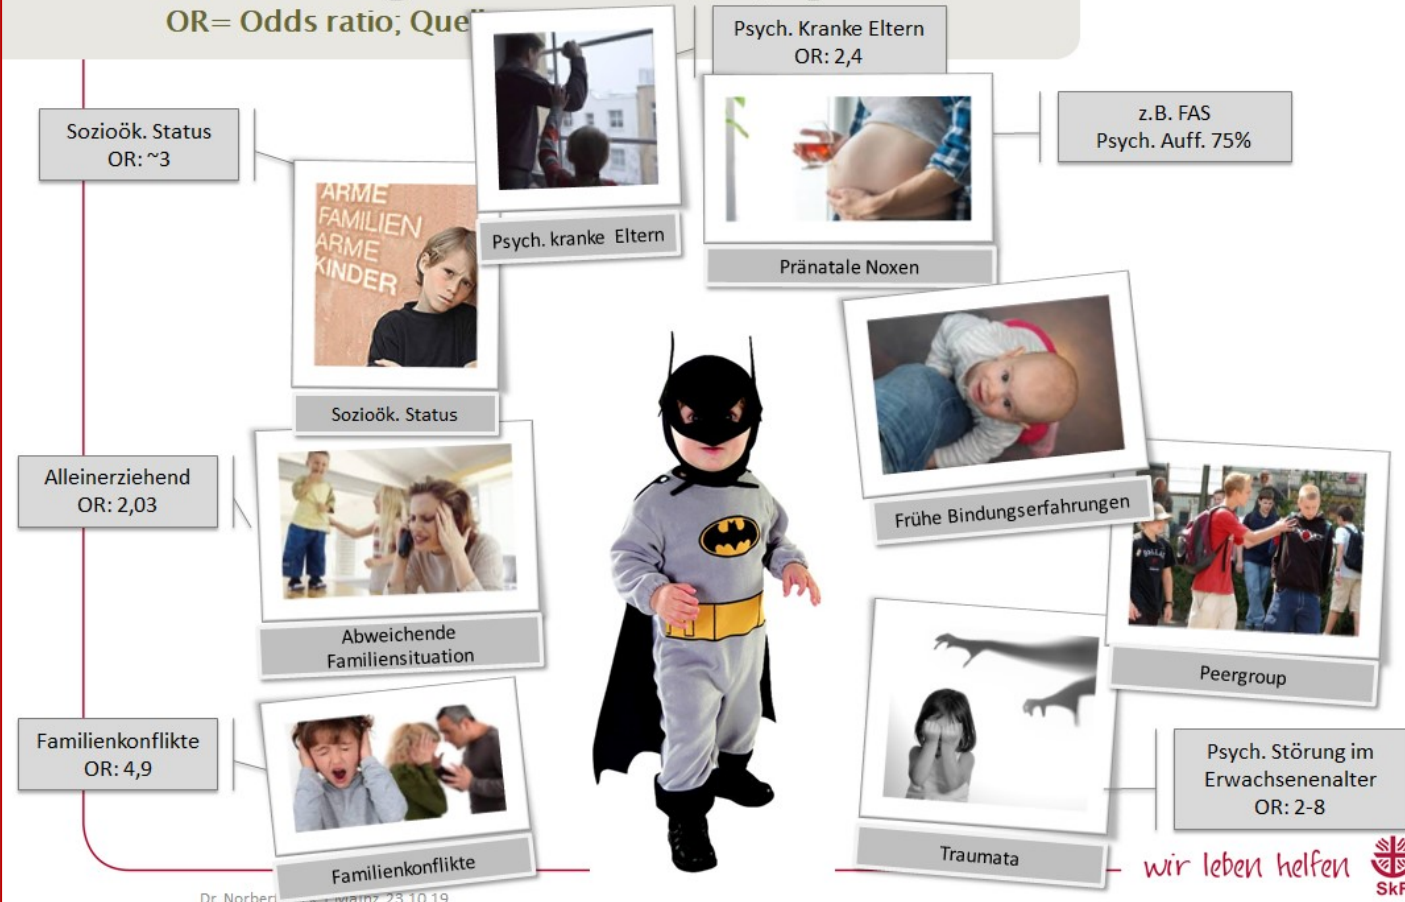 OR= Odds ratio; Que
Psych. Kranke Eltern
OR: 2,4
z.B. FAS
Psych. Auff. 75%
Sozioök. Status
OR: ~3
ARME
FAMILIEN
ARME
KINDER
Psych. kranke Eltern
Pränatale Noxen
Sozioök. Status
Alleinerziehend
OR: 2,03
Frühe Bindungserfahrungen
Abweichende
Familiensituation
Peergroup
Familienkonflikte
OR: 4,9
Psych. Störung im
Erwachsenenalter
OR: 2-8
Traumata
Familienkonflikte
wir leben helfen
SkF
Dr. Norber
Mainz 23.10.19